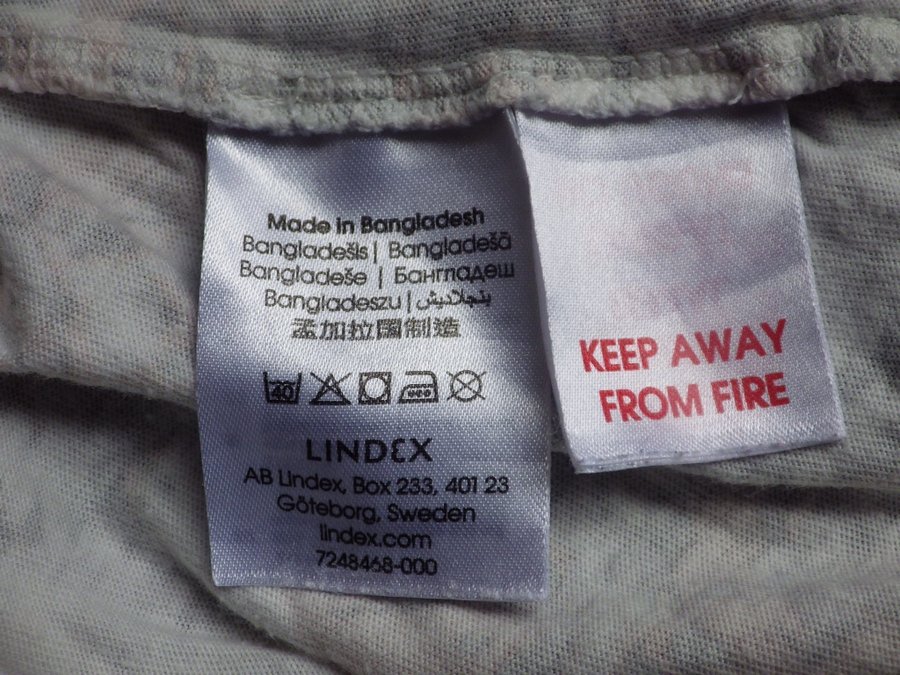 Made in Bangladesh
Bangladešis | Bangladešā
Bangladeše | Бангладеш
Bangladeszu | بنجلاديش
孟加拉國制造
40
LINDEX
AB Lindex, Box 233, 401 23
Göteborg, Sweden
lindex.com
7248468-000
KEEP AWAY
FROM FIRE